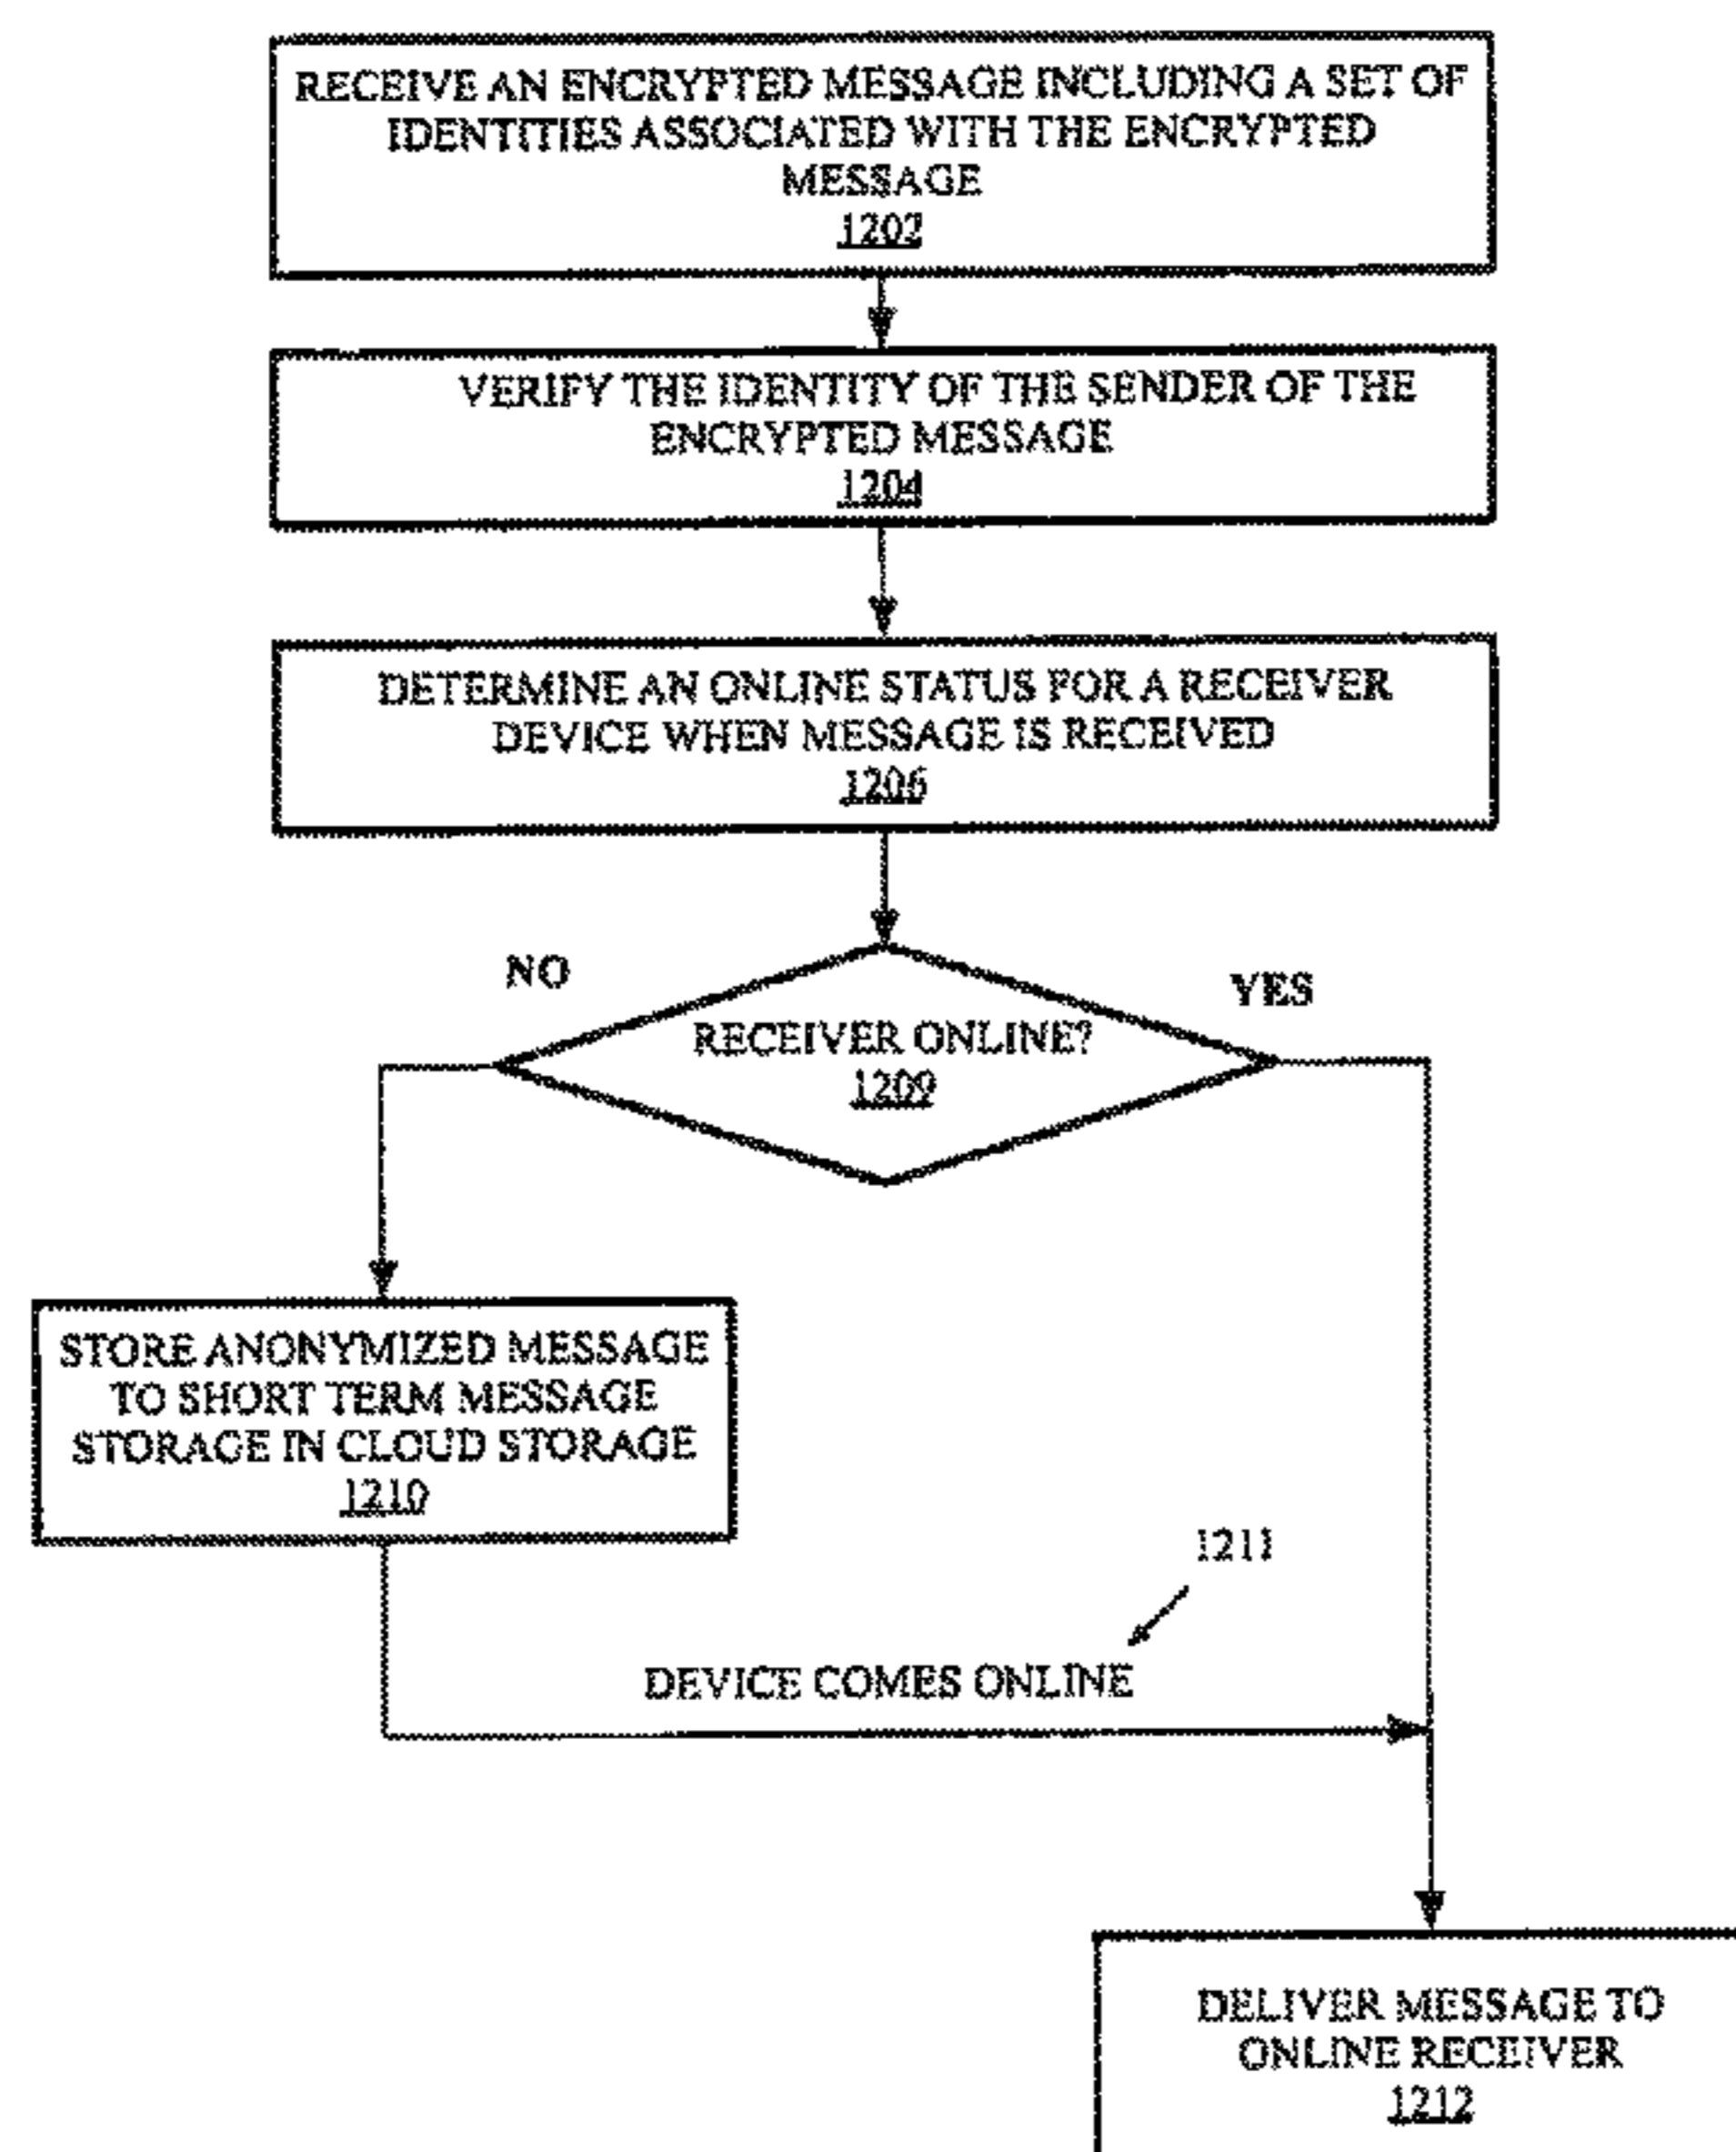 RECEIVE AN ENCRYPTED MESSAGE INCLUDING A SET OF
IDENTITIES ASSOCIATED WITH THE ENCRYPTED
MESSAGE
1202
VERIFY THE IDENTITY OF THE SENDER OF THE
ENCRYPTED MESSAGE
1204
DETERMINE AN ONLINE STATUS FOR A RECEIVER
DEVICE WHEN MESSAGE IS RECEIVED
1206
NO
YES
RECEIVER ONLINE?
1209
STORE ANONYMIZED MESSAGE
TO SHORT TERM MESSAGE
STORAGE IN CLOUD STORAGE
1210
1211
DEVICE COMES ONLINE
DELIVER MESSAGE TO
ONLINE RECEIVER
1212